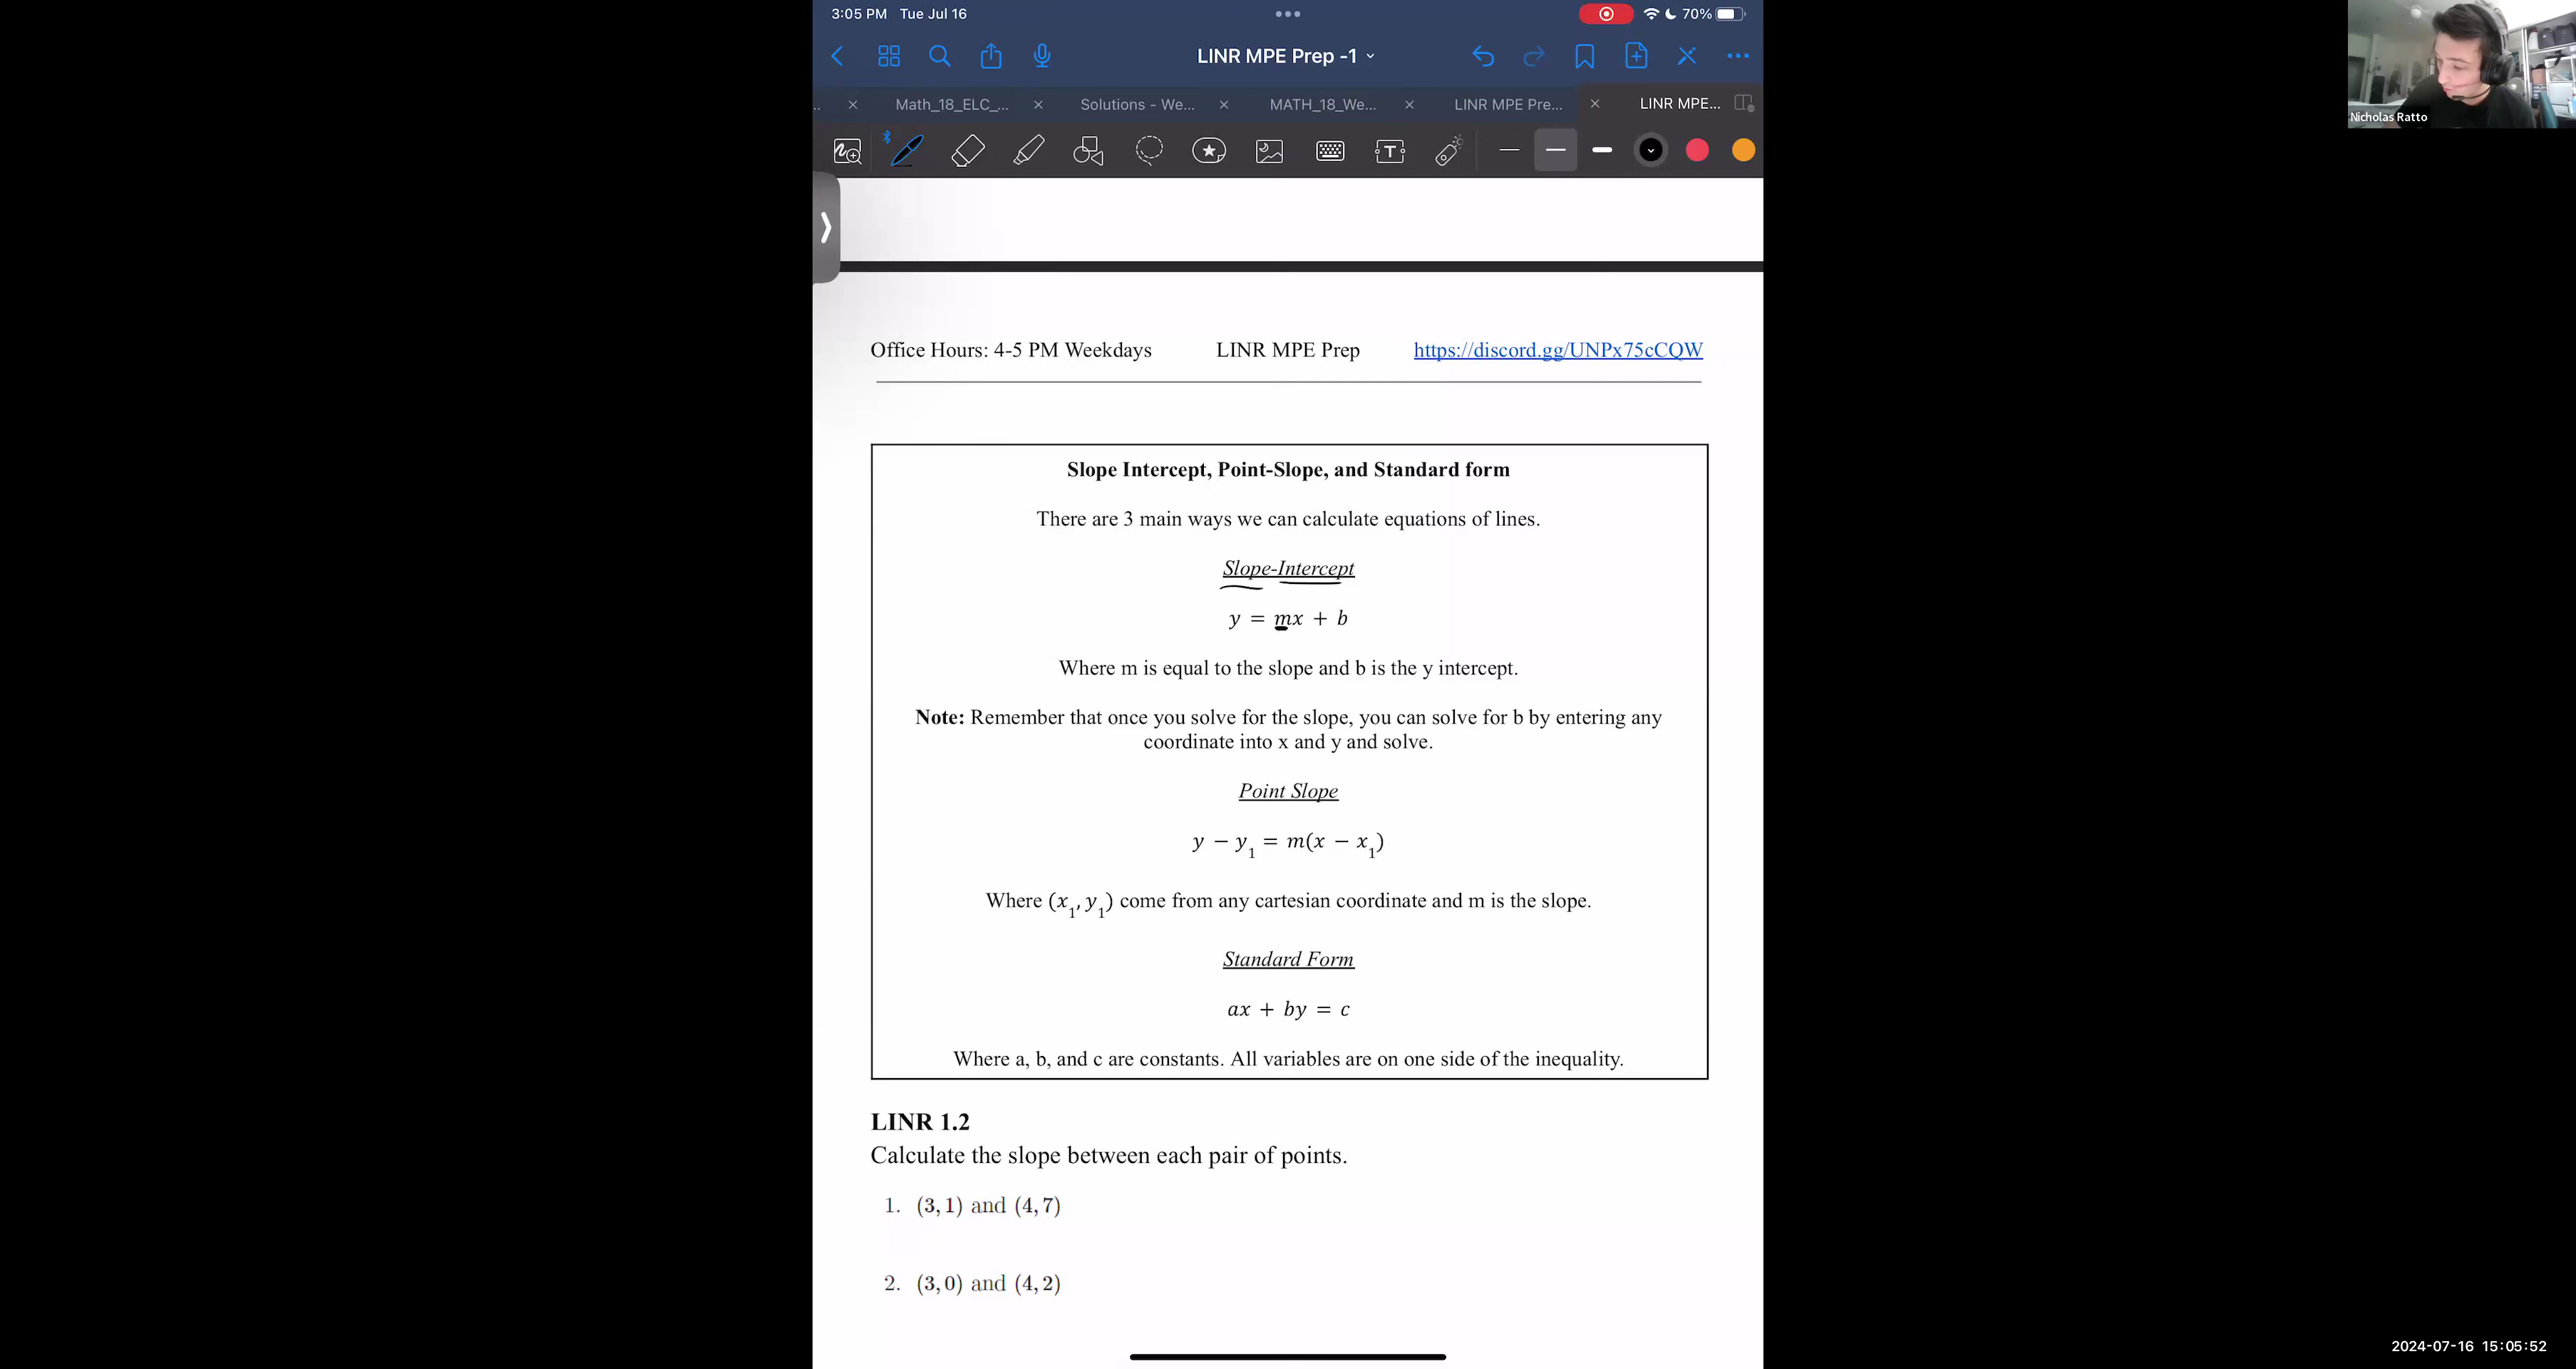 3:05 PM Tue Jul 16
70%
LINR MPE Prep -1
Math_18_ELC_...
Solutions - We...
MATH_18_We...
LINR MPE Pre...
LINR MPE...
Nicholas Ratto
Office Hours: 4-5 PM Weekdays LINR MPE Prep https://discord.gg/UNPx75cCQW
Slope Intercept, Point-Slope, and Standard form
There are 3 main ways we can calculate equations of lines.
Slope-Intercept
y = mx + b
Where m is equal to the slope and b is the y intercept.
Note: Remember that once you solve for the slope, you can solve for b by entering any
coordinate into x and y and solve.
Point Slope
y − y₁ = m(x − x₁)
Where (x₁, y₁) come from any cartesian coordinate and m is the slope.
Standard Form
ax + by = c
Where a, b, and c are constants. All variables are on one side of the inequality.
LINR 1.2
Calculate the slope between each pair of points.
1. (3, 1) and (4, 7)
2. (3, 0) and (4, 2)
2024-07-16 15:05:52